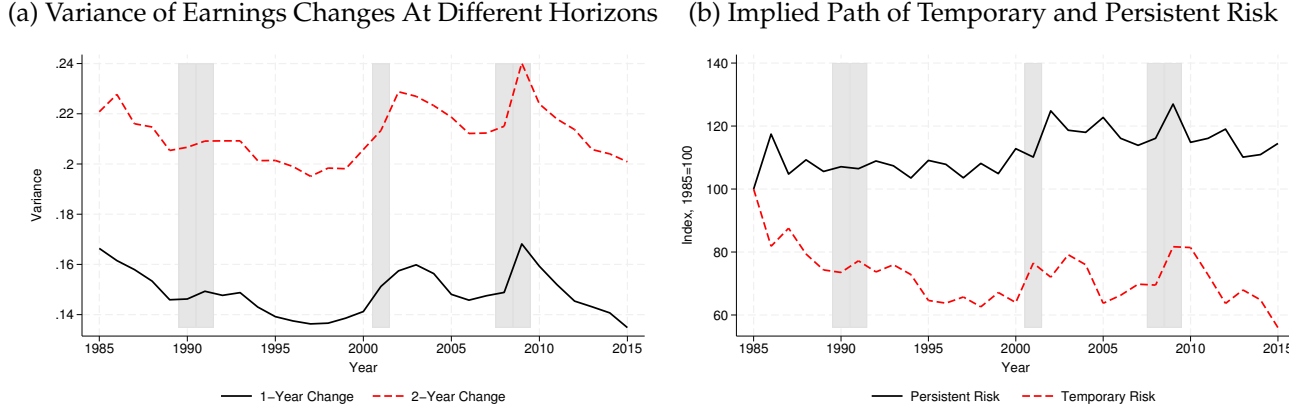 (a) Variance of Earnings Changes At Different Horizons
.24
.22
.2
.18
.16
.14
Variance
1985
1990
1995
2000
2005
2010
2015
Year
1−Year Change
2−Year Change
(b) Implied Path of Temporary and Persistent Risk
140
120
100
80
60
Index, 1985=100
1985
1990
1995
2000
2005
2010
2015
Year
Persistent Risk
Temporary Risk